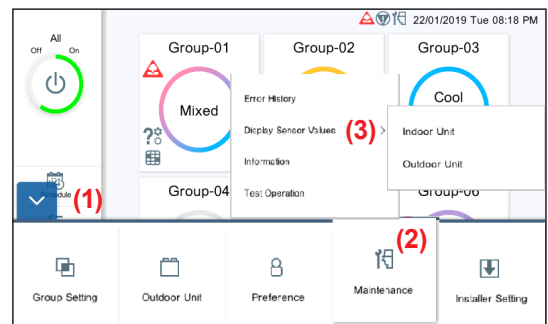 22/01/2019 Tue 08:18 PM
All
Off On
Group-01
Group-02
Group-03
Mixed
Cool
Error History
Display Sensor Values (3) >
Information
Test Operation
Indoor Unit
Outdoor Unit
Schedule
(1)
Group-04
Group-06
(2)
Group Setting
Outdoor Unit
Preference
Maintenance
Installer Setting